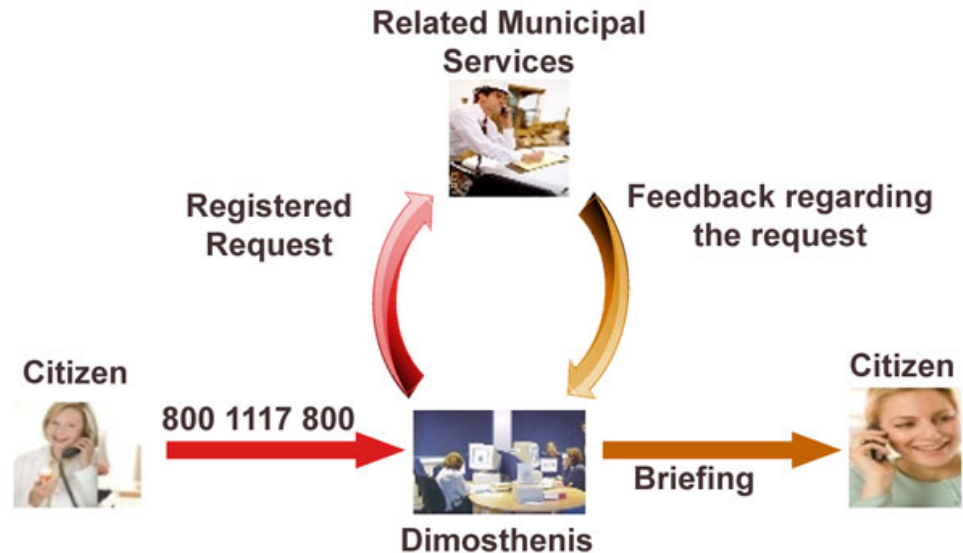 Related Municipal
Services
Registered
Request
Feedback regarding
the request
Citizen
800 1117 800
Citizen
Briefing
Dimosthenis